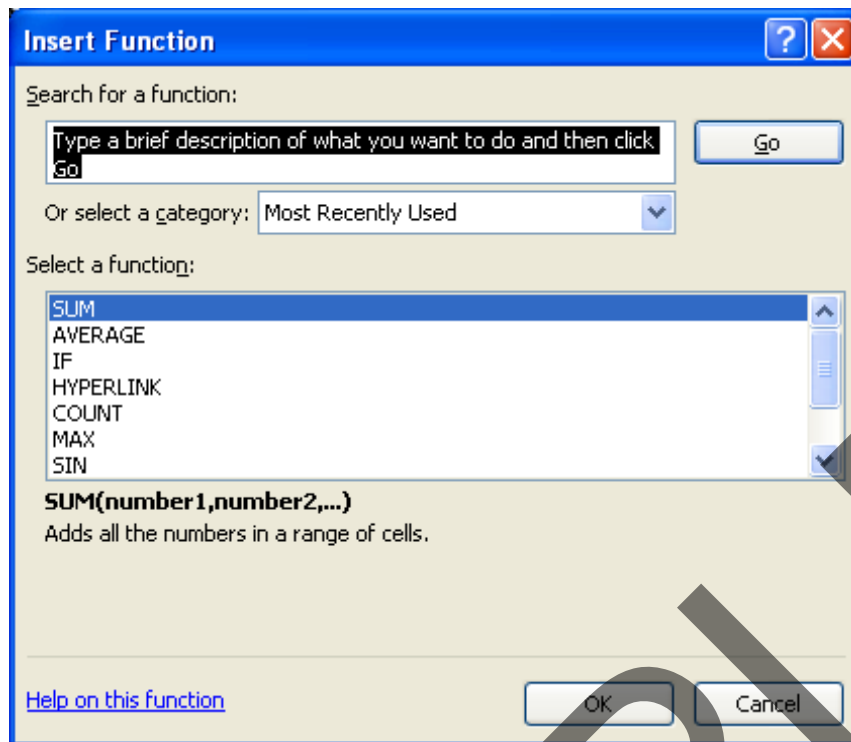 Insert Function
Search for a function:
Type a brief description of what you want to do and then click
Go
Go
Or select a category: Most Recently Used
Select a function:
SUM
AVERAGE
IF
HYPERLINK
COUNT
MAX
SIN
SUM(number1,number2,...)
Adds all the numbers in a range of cells.
Help on this function
OK Cancel